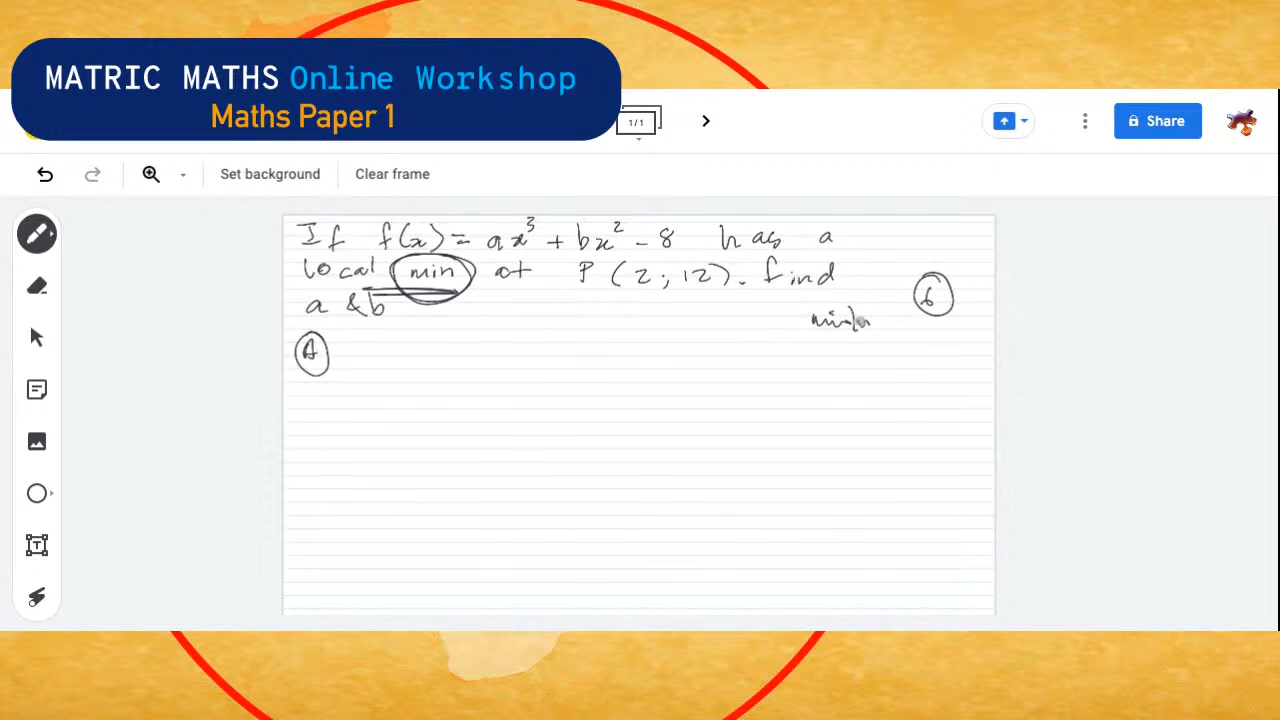 MATRIC MATHS Online Workshop
Maths Paper 1
1/1
Share
Set background
Clear frame
If f(x) = ax³ + bx² - 8 has a
local min at P (2; 12). find
a & b
6
A
T